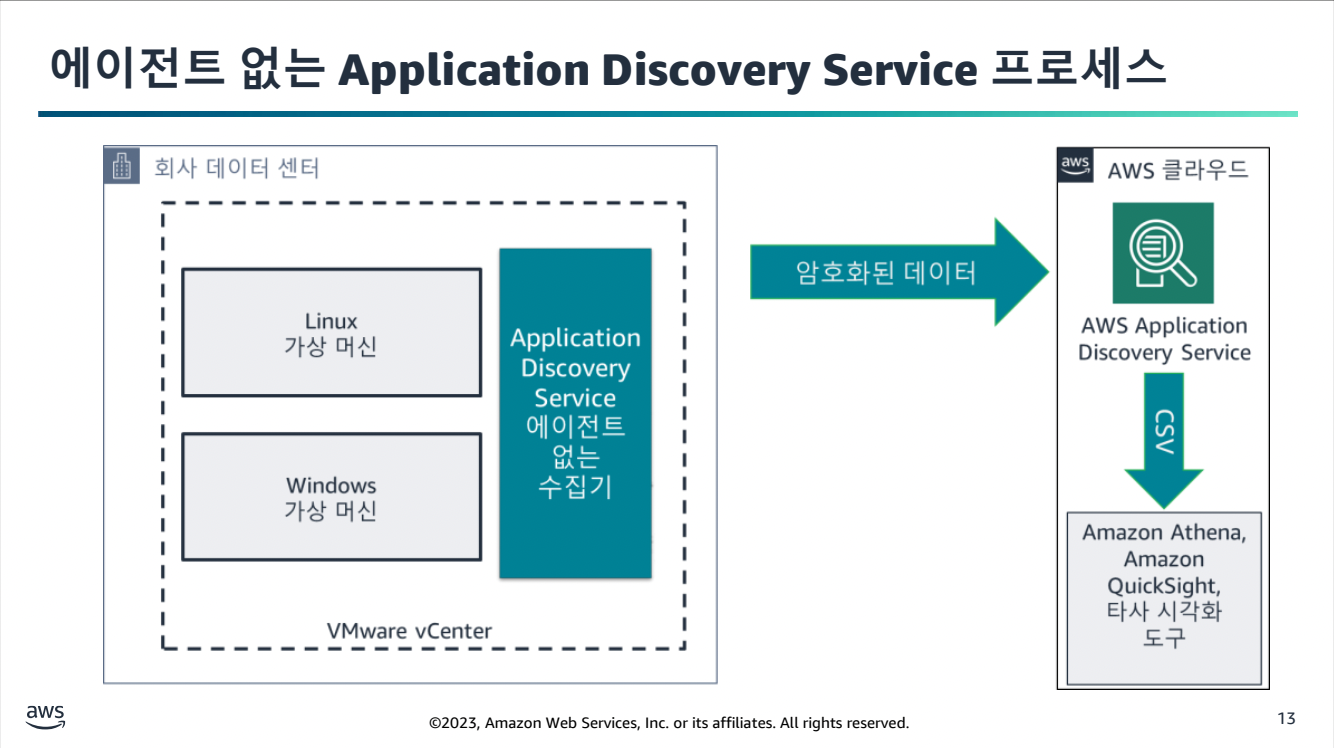 에이전트 없는 Application Discovery Service 프로세스
회사 데이터 센터
Linux
가상 머신
Windows
가상 머신
Application
Discovery
Service
에이전트
없는
수집기
VMware vCenter
암호화된 데이터
aws
AWS 클라우드
AWS Application
Discovery Service
CSV
Amazon Athena,
Amazon
QuickSight,
타사 시각화
도구
aws
©2023, Amazon Web Services, Inc. or its affiliates. All rights reserved.
13